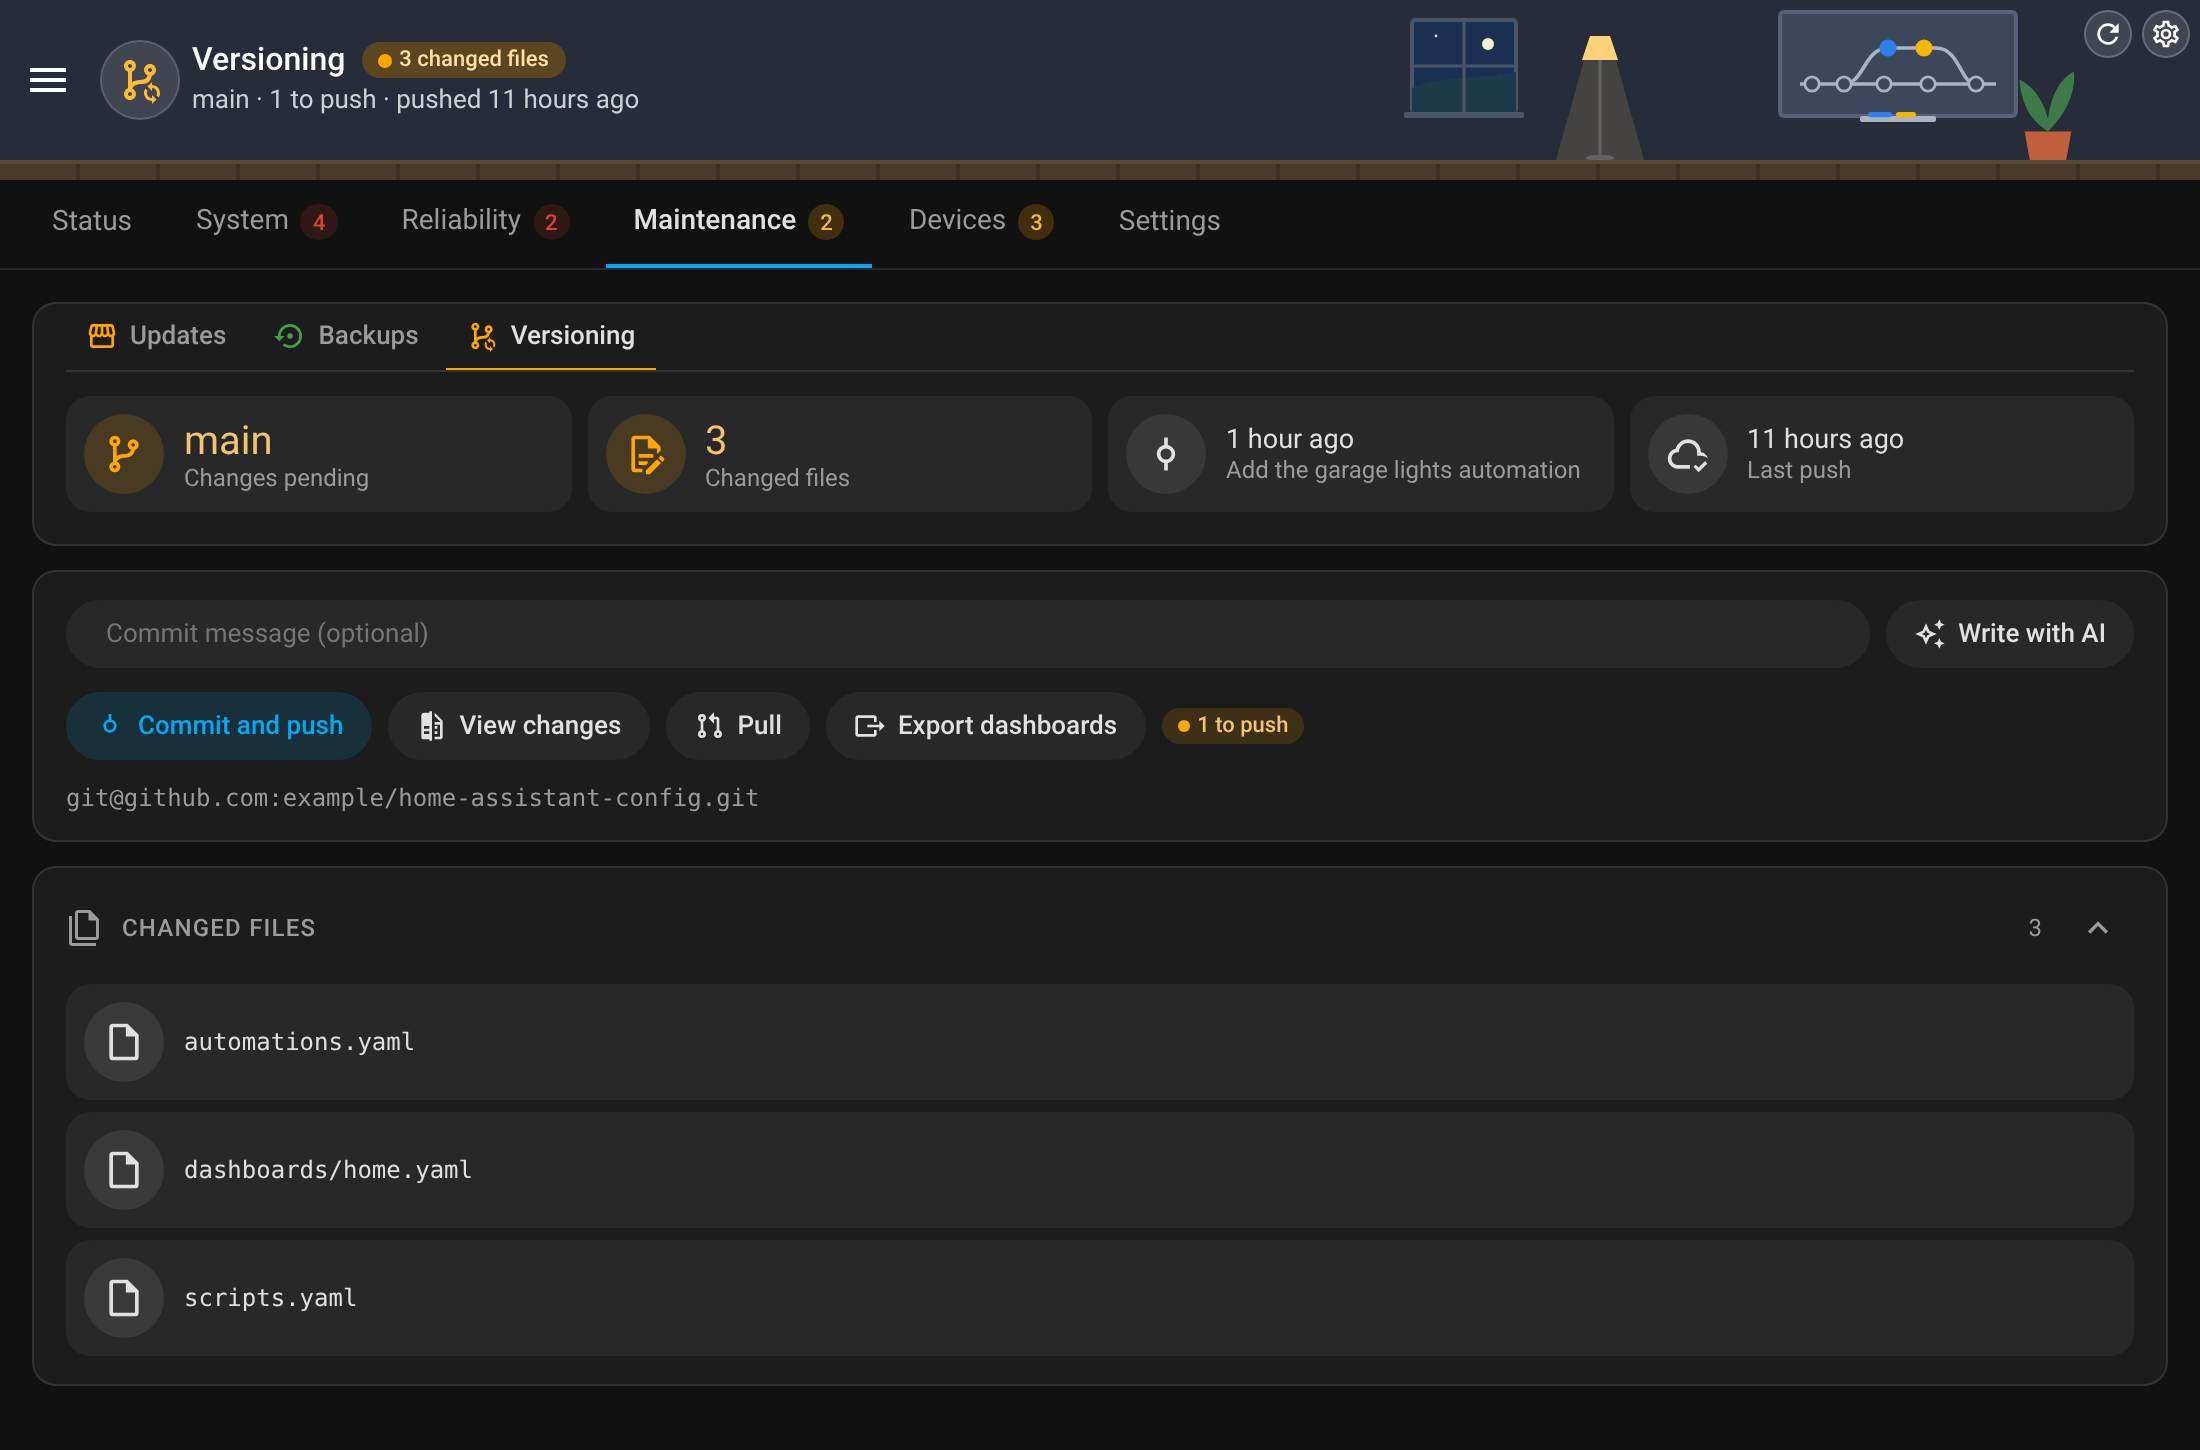 Versioning
3 changed files
main · 1 to push · pushed 11 hours ago
Status
System 4
Reliability 2
Maintenance 2
Devices 3
Settings
Updates
Backups
Versioning
main
Changes pending
3
Changed files
1 hour ago
Add the garage lights automation
11 hours ago
Last push
Commit message (optional)
Write with AI
Commit and push
View changes
Pull
Export dashboards
1 to push
git@github.com:example/home-assistant-config.git
CHANGED FILES
3
automations.yaml
dashboards/home.yaml
scripts.yaml